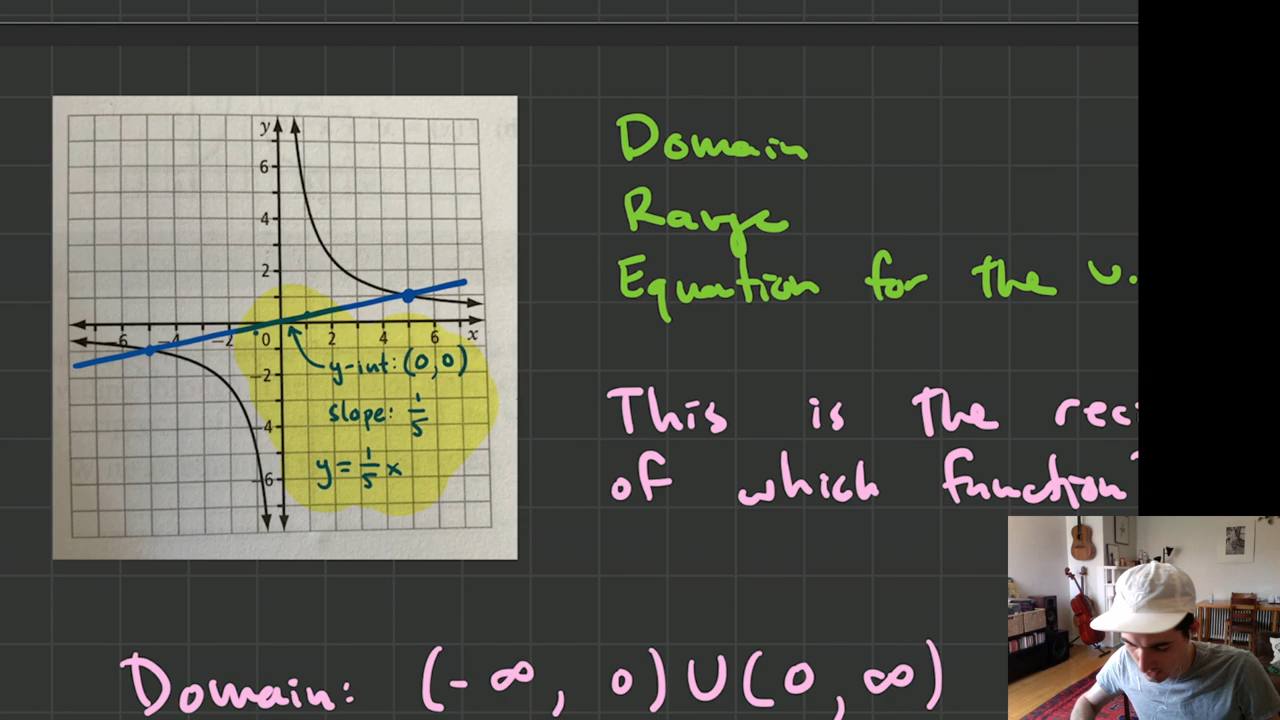 y
6
4
2
-6 -4 -2 0 2 4 6 x
-2
-4
-6
y-int: (0,0)
slope: 1/5
y = 1/5 x
Domain
Range
Equation for the v.
This is the
of which function?
Domain: (-∞, 0) U (0, ∞)